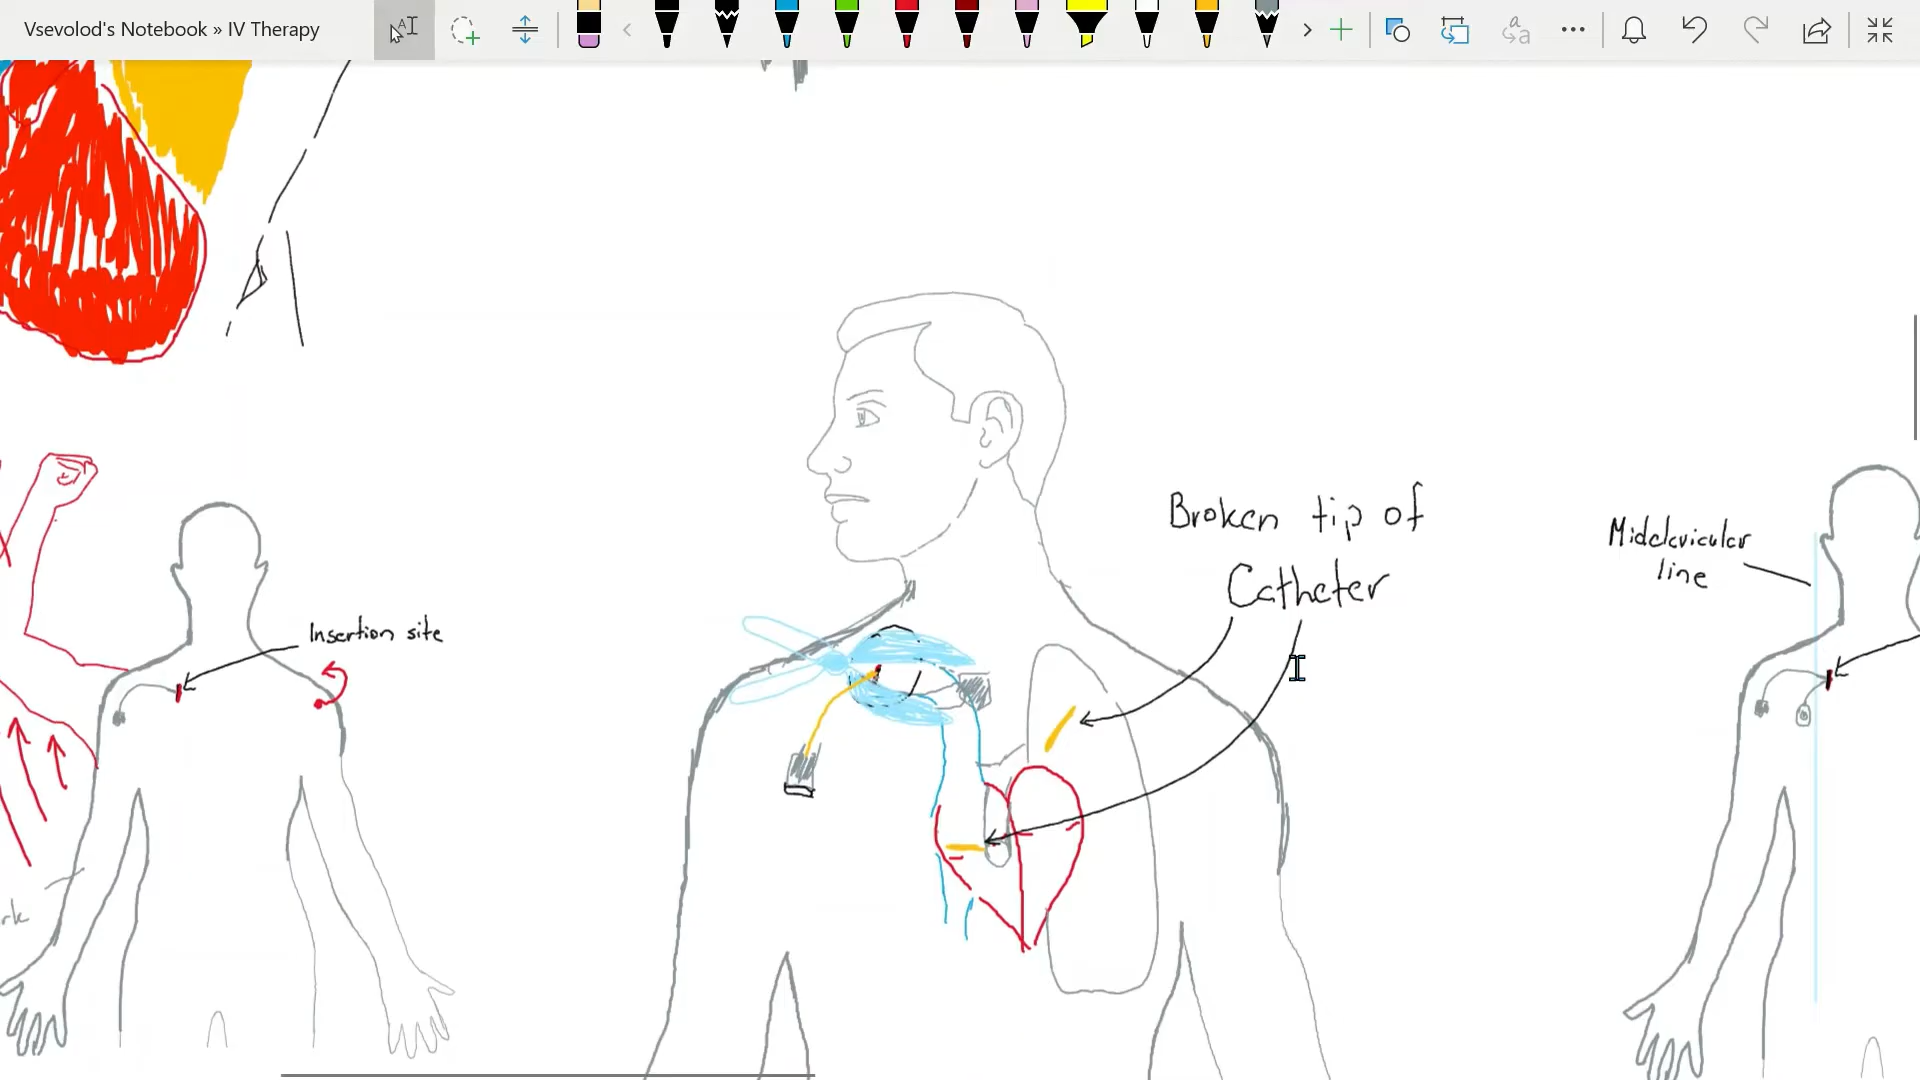 Vsevolod's Notebook » IV Therapy
Broken tip of
Catheter
Insertion site
Midclavicular
line